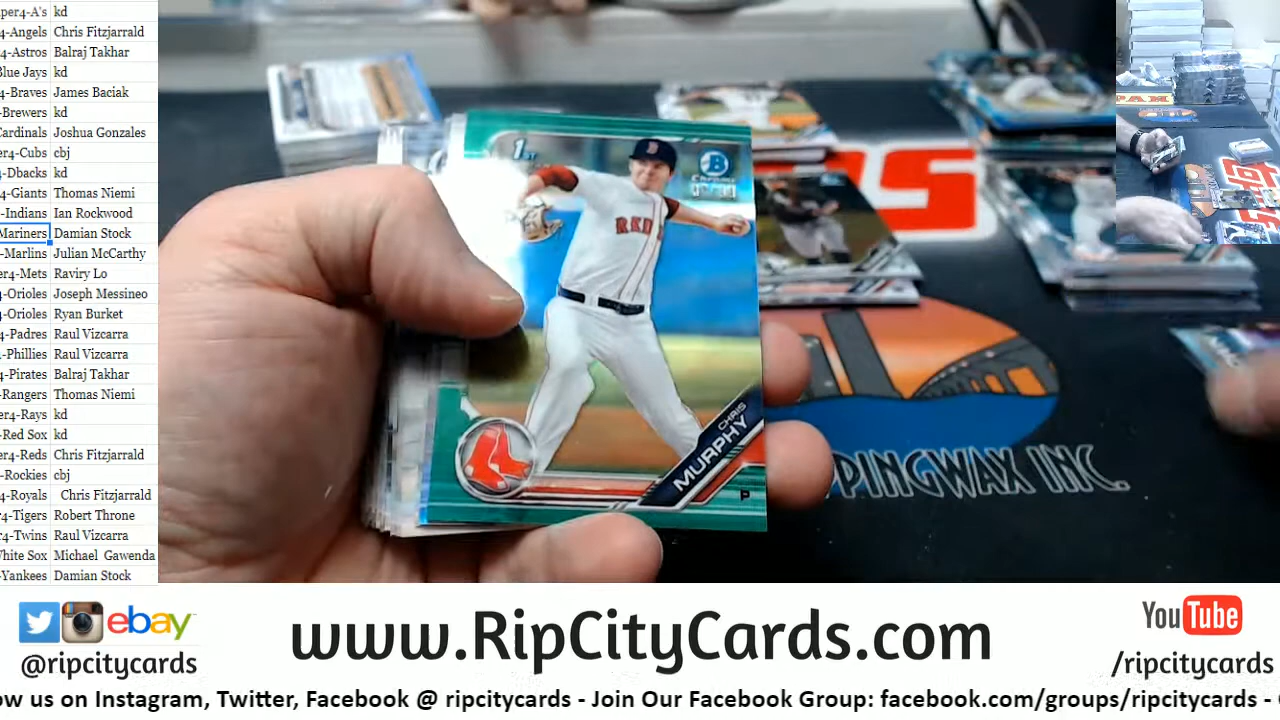 per4-A's kd
4-Angels Chris Fitzjarrald
4-Astros Balraj Takhar
Blue Jays kd
4-Braves James Baciak
-Brewers kd
Cardinals Joshua Gonzales
er4-Cubs cbj
4-Dbacks kd
4-Giants Thomas Niemi
-Indians Ian Rockwood
Mariners Damian Stock
-Marlins Julian McCarthy
er4-Mets Raviry Lo
4-Orioles Joseph Messineo
4-Orioles Ryan Burket
4-Padres Raul Vizcarra
4-Phillies Raul Vizcarra
4-Pirates Balraj Takhar
-Rangers Thomas Niemi
er4-Rays kd
-Red Sox kd
er4-Reds Chris Fitzjarrald
-Rockies cbj
4-Royals Chris Fitzjarrald
r4-Tigers Robert Throne
r4-Twins Raul Vizcarra
White Sox Michael Gawenda
-Yankees Damian Stock
1ST
B
CHROME
RED
CHRIS
MURPHY
P
PPINGWAX INC.
ebay
@ripcitycards
www.RipCityCards.com
YouTube
/ripcitycards
ow us on Instagram, Twitter, Facebook @ ripcitycards - Join Our Facebook Group: facebook.com/groups/ripcitycards -